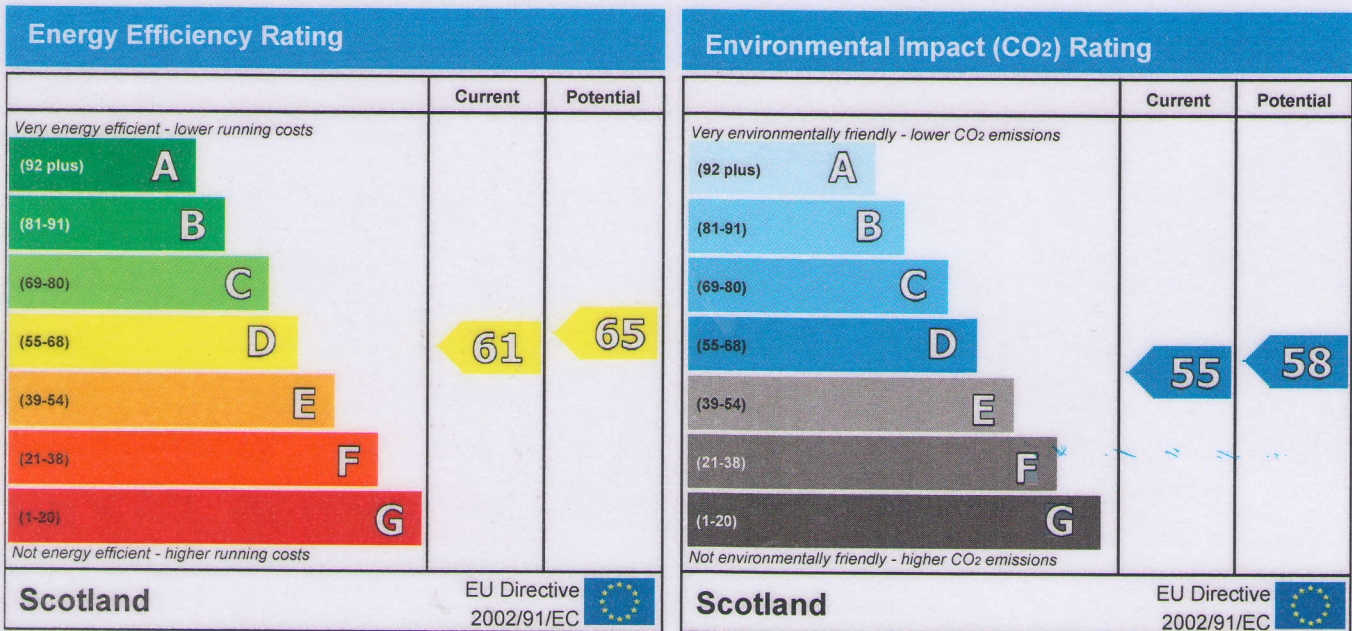 Energy Efficiency Rating
Current Potential
Very energy efficient - lower running costs
(92 plus) A
(81-91) B
(69-80) C
(55-68) D
61 65
(39-54) E
(21-38) F
(1-20) G
Not energy efficient - higher running costs
Scotland
EU Directive
2002/91/EC
Environmental Impact (CO2) Rating
Current Potential
Very environmentally friendly - lower CO2 emissions
(92 plus) A
(81-91) B
(69-80) C
(55-68) D
55 58
(39-54) E
(21-38) F
(1-20) G
Not environmentally friendly - higher CO2 emissions
Scotland
EU Directive
2002/91/EC